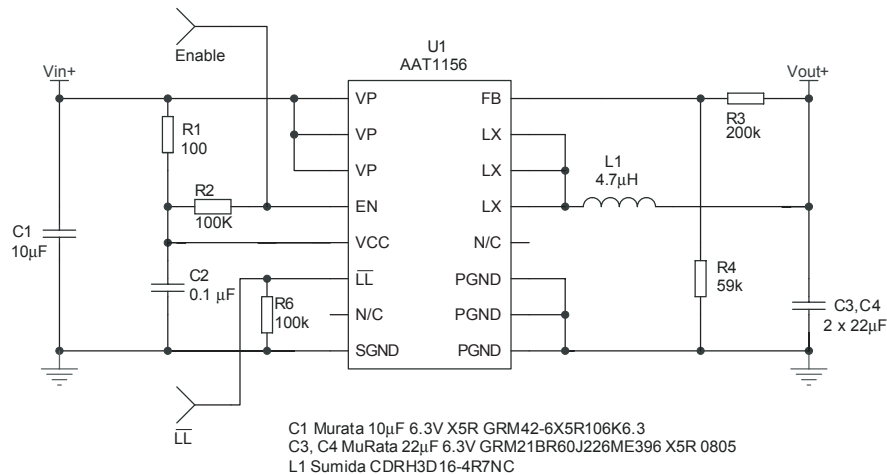 Enable
U1
AAT1156
Vin+
Vout+
VP
FB
R1
100
VP
LX
R3
200k
VP
LX
L1
4.7µH
R2
100K
EN
LX
C1
10µF
VCC
N/C
C2
0.1 µF
LL
PGND
R4
59k
R6
100k
N/C
PGND
C3,C4
2 x 22µF
SGND
PGND
LL
C1 Murata 10µF 6.3V X5R GRM42-6X5R106K6.3
C3, C4 MuRata 22µF 6.3V GRM21BR60J226ME396 X5R 0805
L1 Sumida CDRH3D16-4R7NC